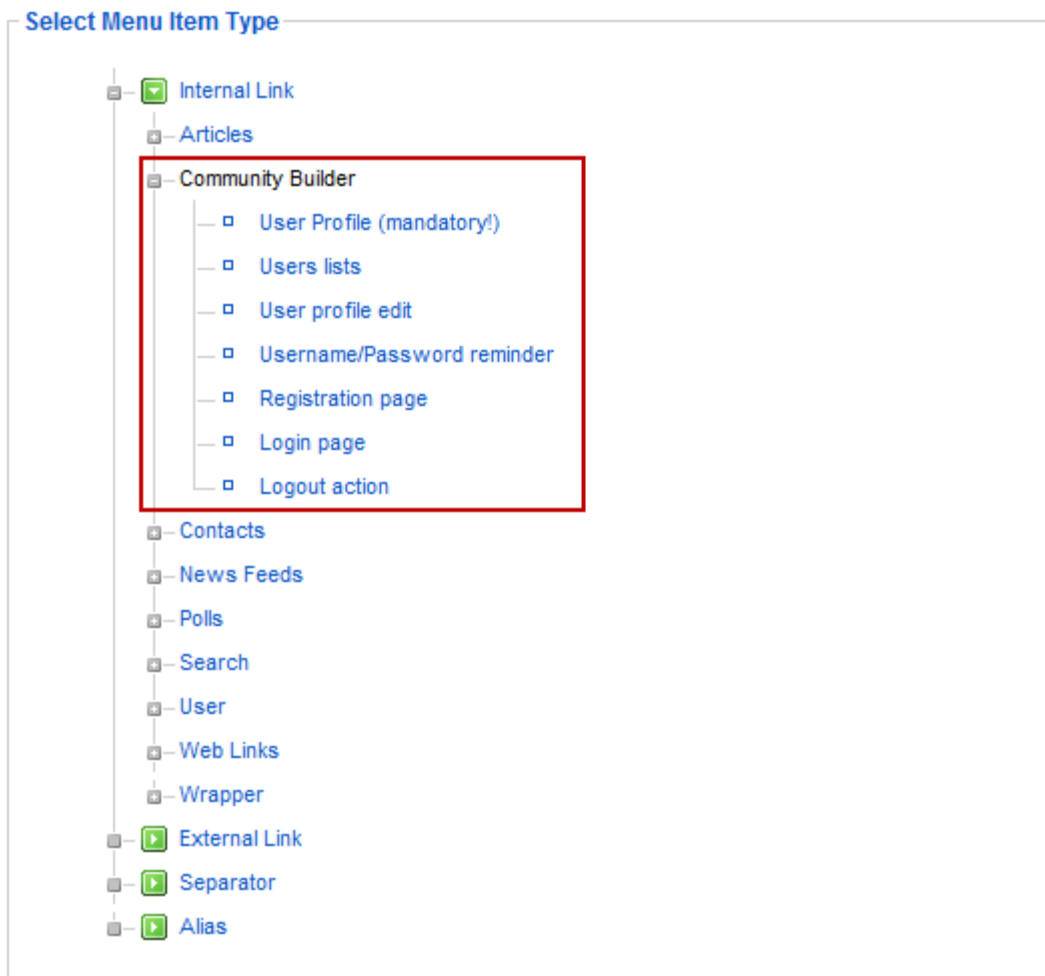 Select Menu Item Type
Internal Link
Articles
Community Builder
User Profile (mandatory!)
Users lists
User profile edit
Username/Password reminder
Registration page
Login page
Logout action
Contacts
News Feeds
Polls
Search
User
Web Links
Wrapper
External Link
Separator
Alias